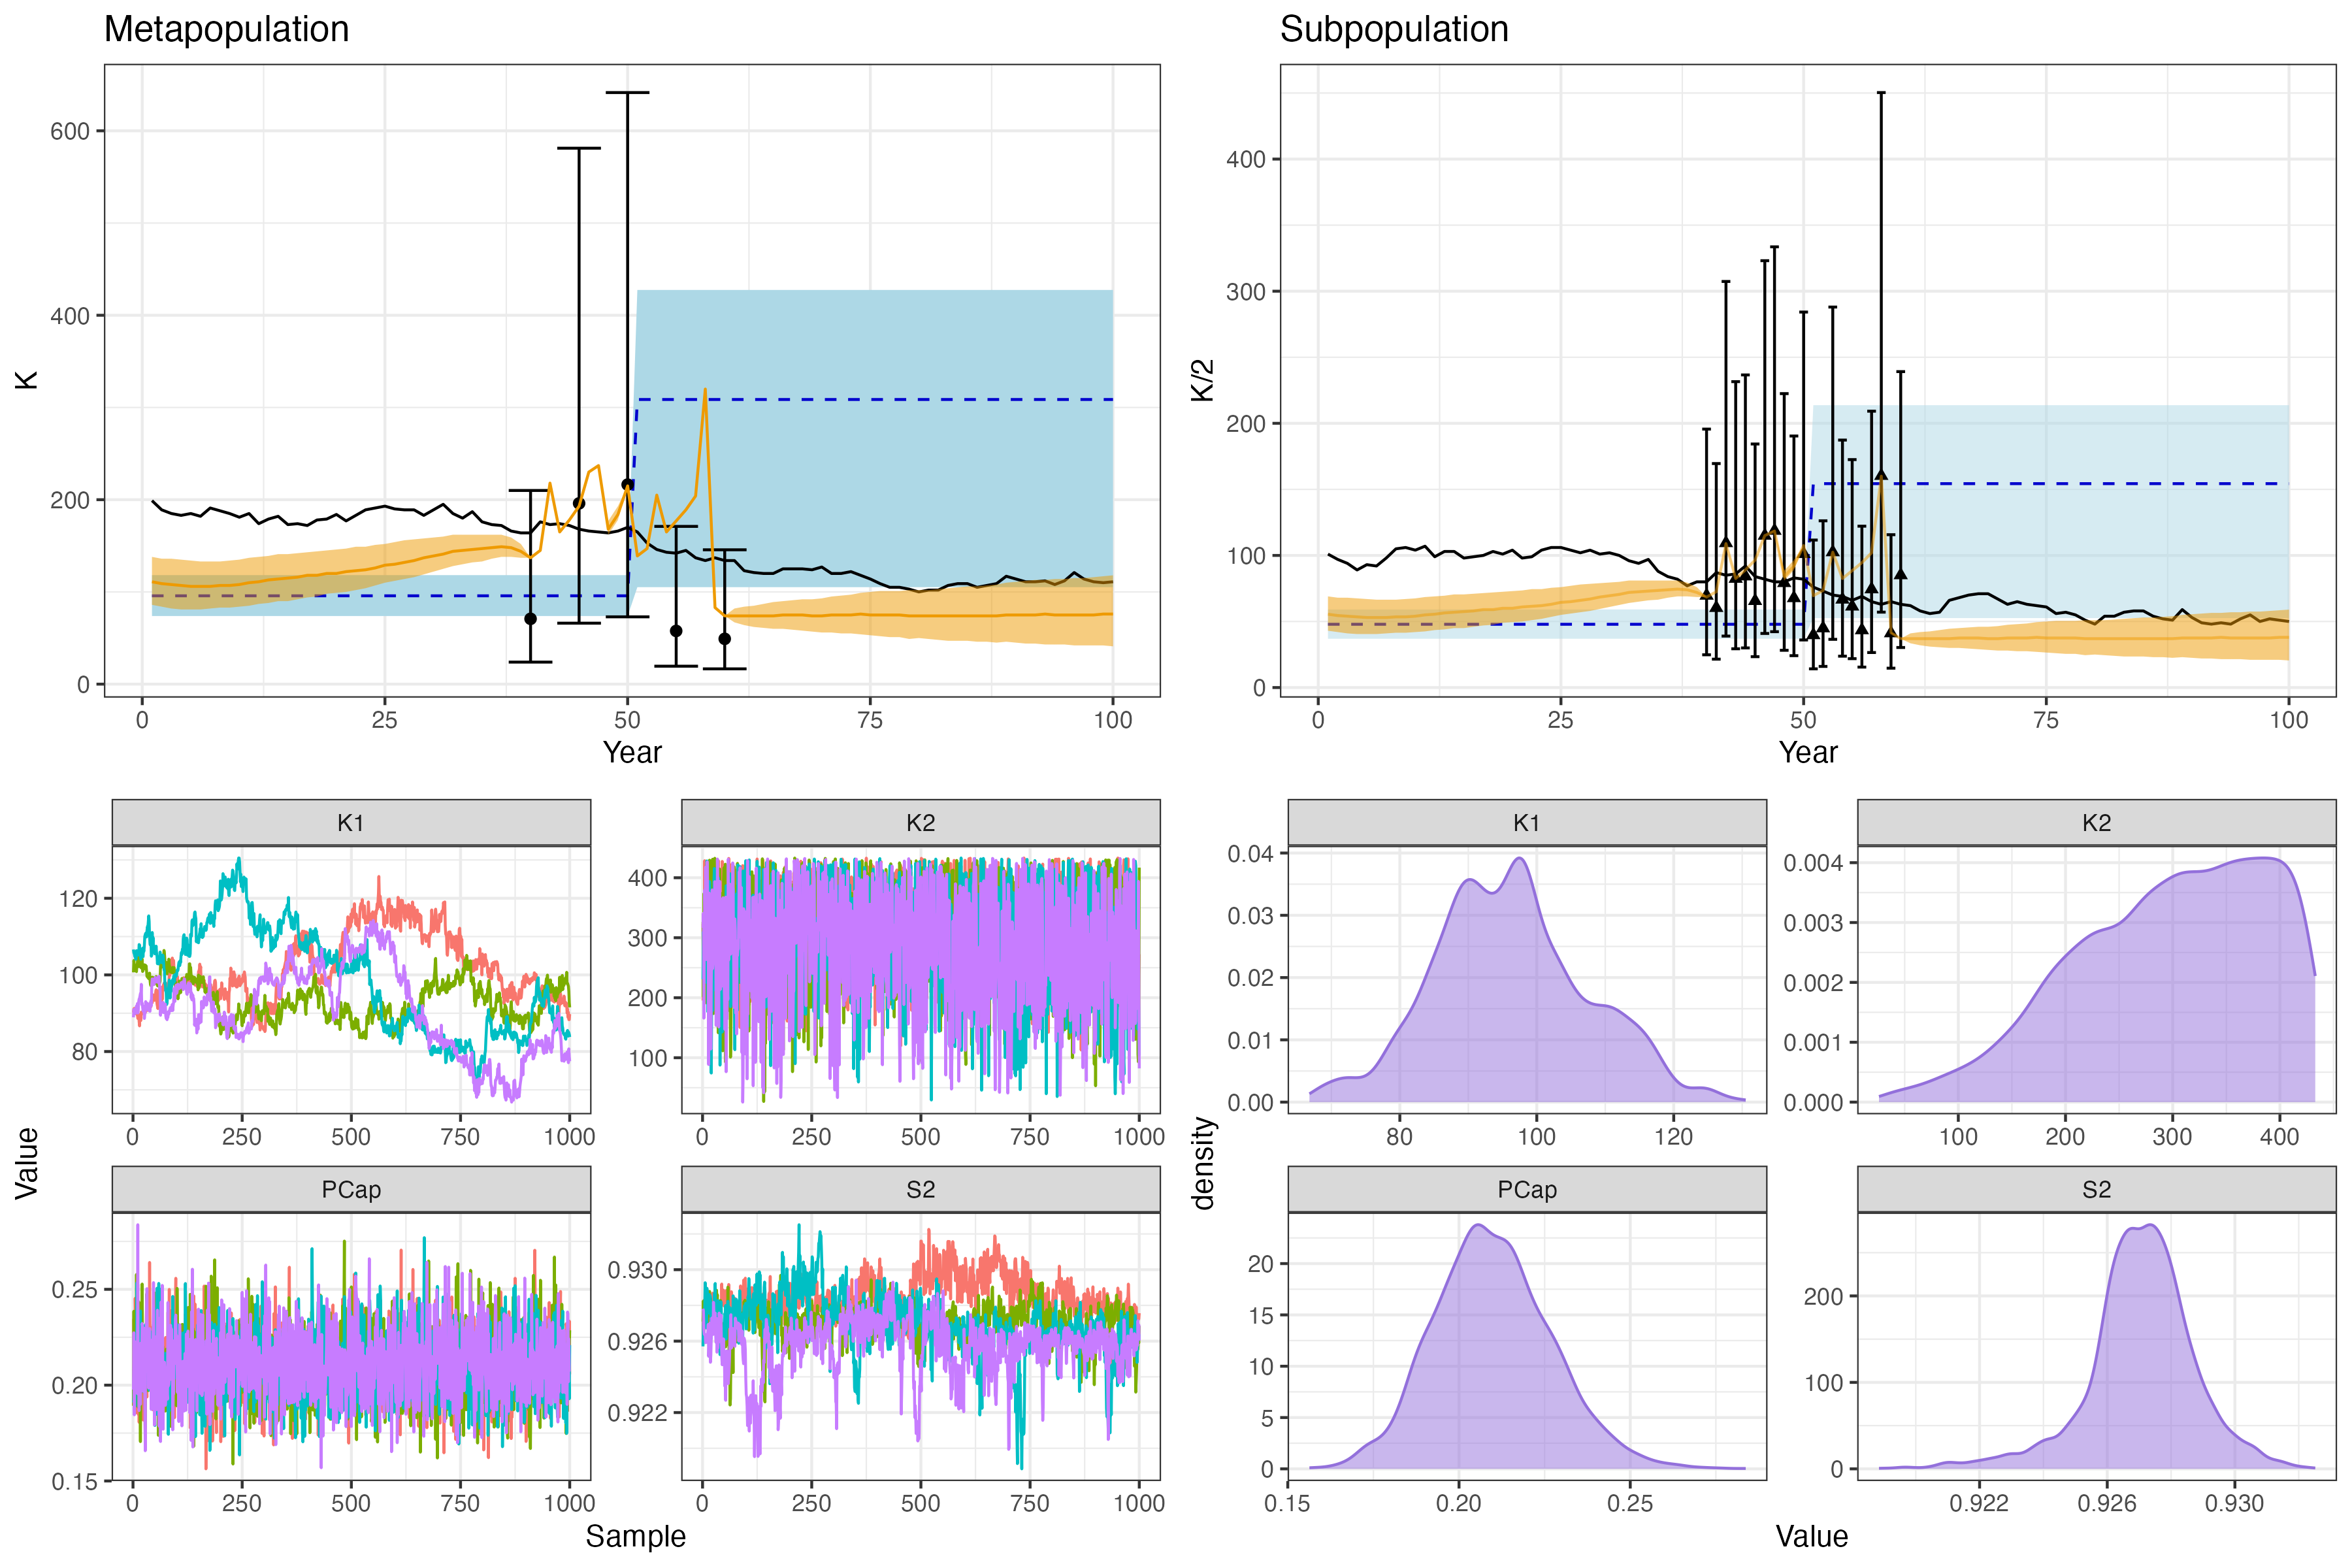 Metapopulation
Subpopulation
K
600
400
200
0
0 25 50 75 100
Year
K/2
400
300
200
100
0
0 25 50 75 100
Year
Value
K1
120
100
80
0 250 500 750 1000
K2
400
300
200
100
0 250 500 750 1000
PCap
0.25
0.20
0.15
0 250 500 750 1000
S2
0.930
0.926
0.922
0 250 500 750 1000
Sample
density
K1
0.04
0.03
0.02
0.01
0.00
80 100 120
K2
0.004
0.003
0.002
0.001
0.000
100 200 300 400
PCap
20
15
10
5
0
0.15 0.20 0.25
S2
200
100
0
0.922 0.926 0.930
Value